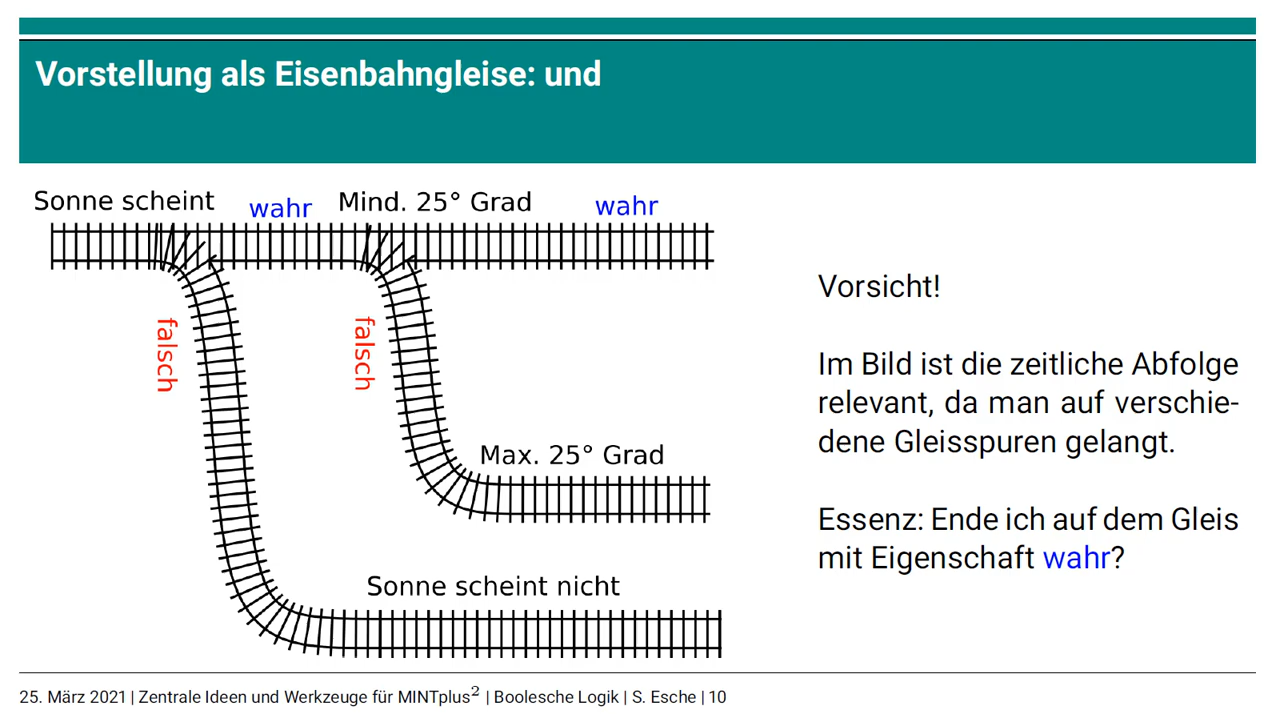 Vorstellung als Eisenbahngleise: und
Sonne scheint
wahr
Mind. 25° Grad
wahr
falsch
falsch
Max. 25° Grad
Sonne scheint nicht
Vorsicht!
Im Bild ist die zeitliche Abfolge
relevant, da man auf verschie-
dene Gleisspuren gelangt.
Essenz: Ende ich auf dem Gleis
mit Eigenschaft wahr?
25. März 2021 | Zentrale Ideen und Werkzeuge für MINTplus² | Boolesche Logik | S. Esche | 10